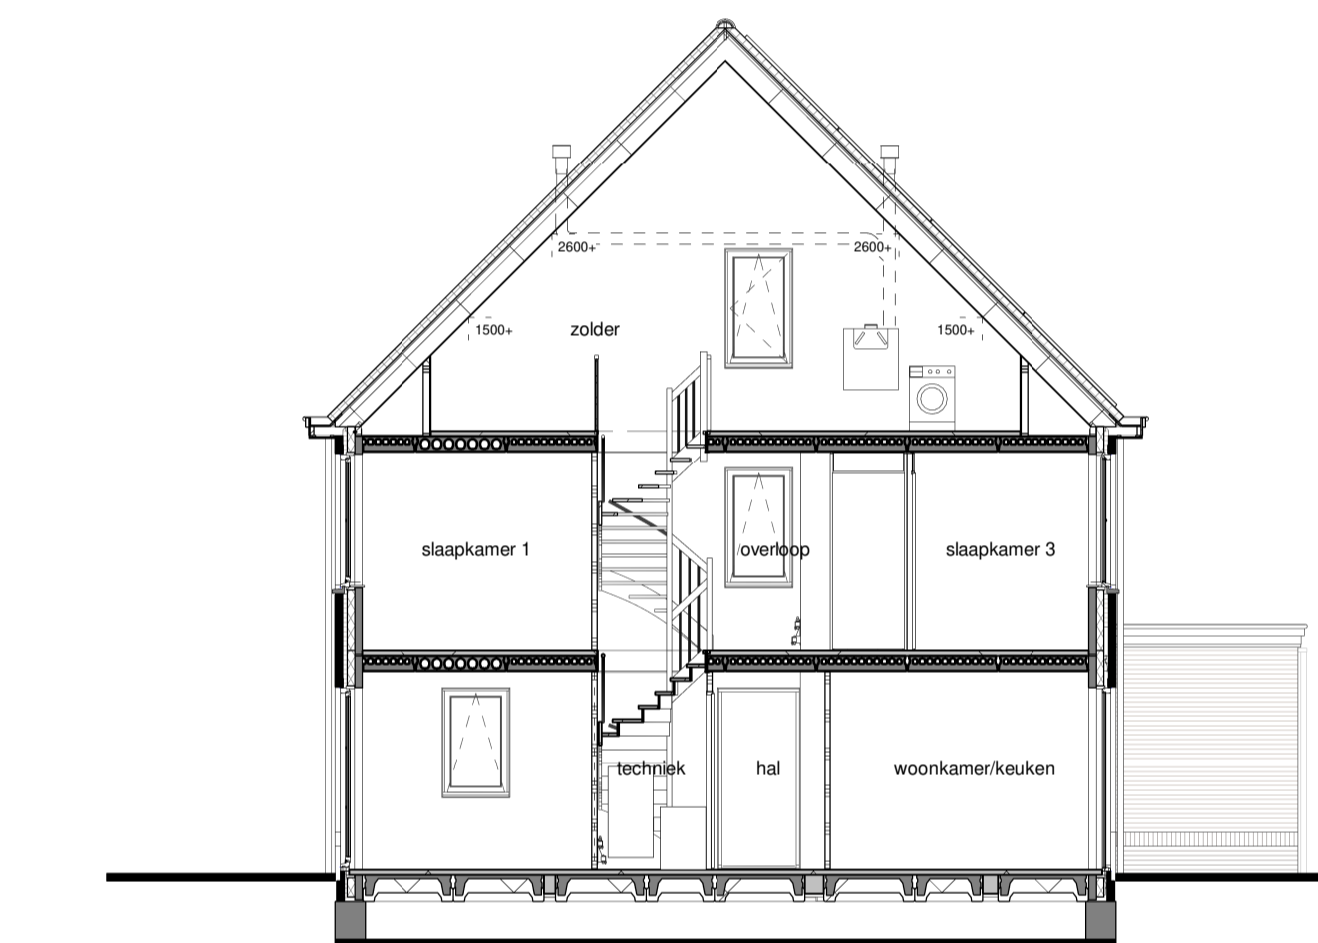 2600+ 2600+
1500+ zolder 1500+
slaapkamer 1 overloop slaapkamer 3
techniek hal woonkamer/keuken